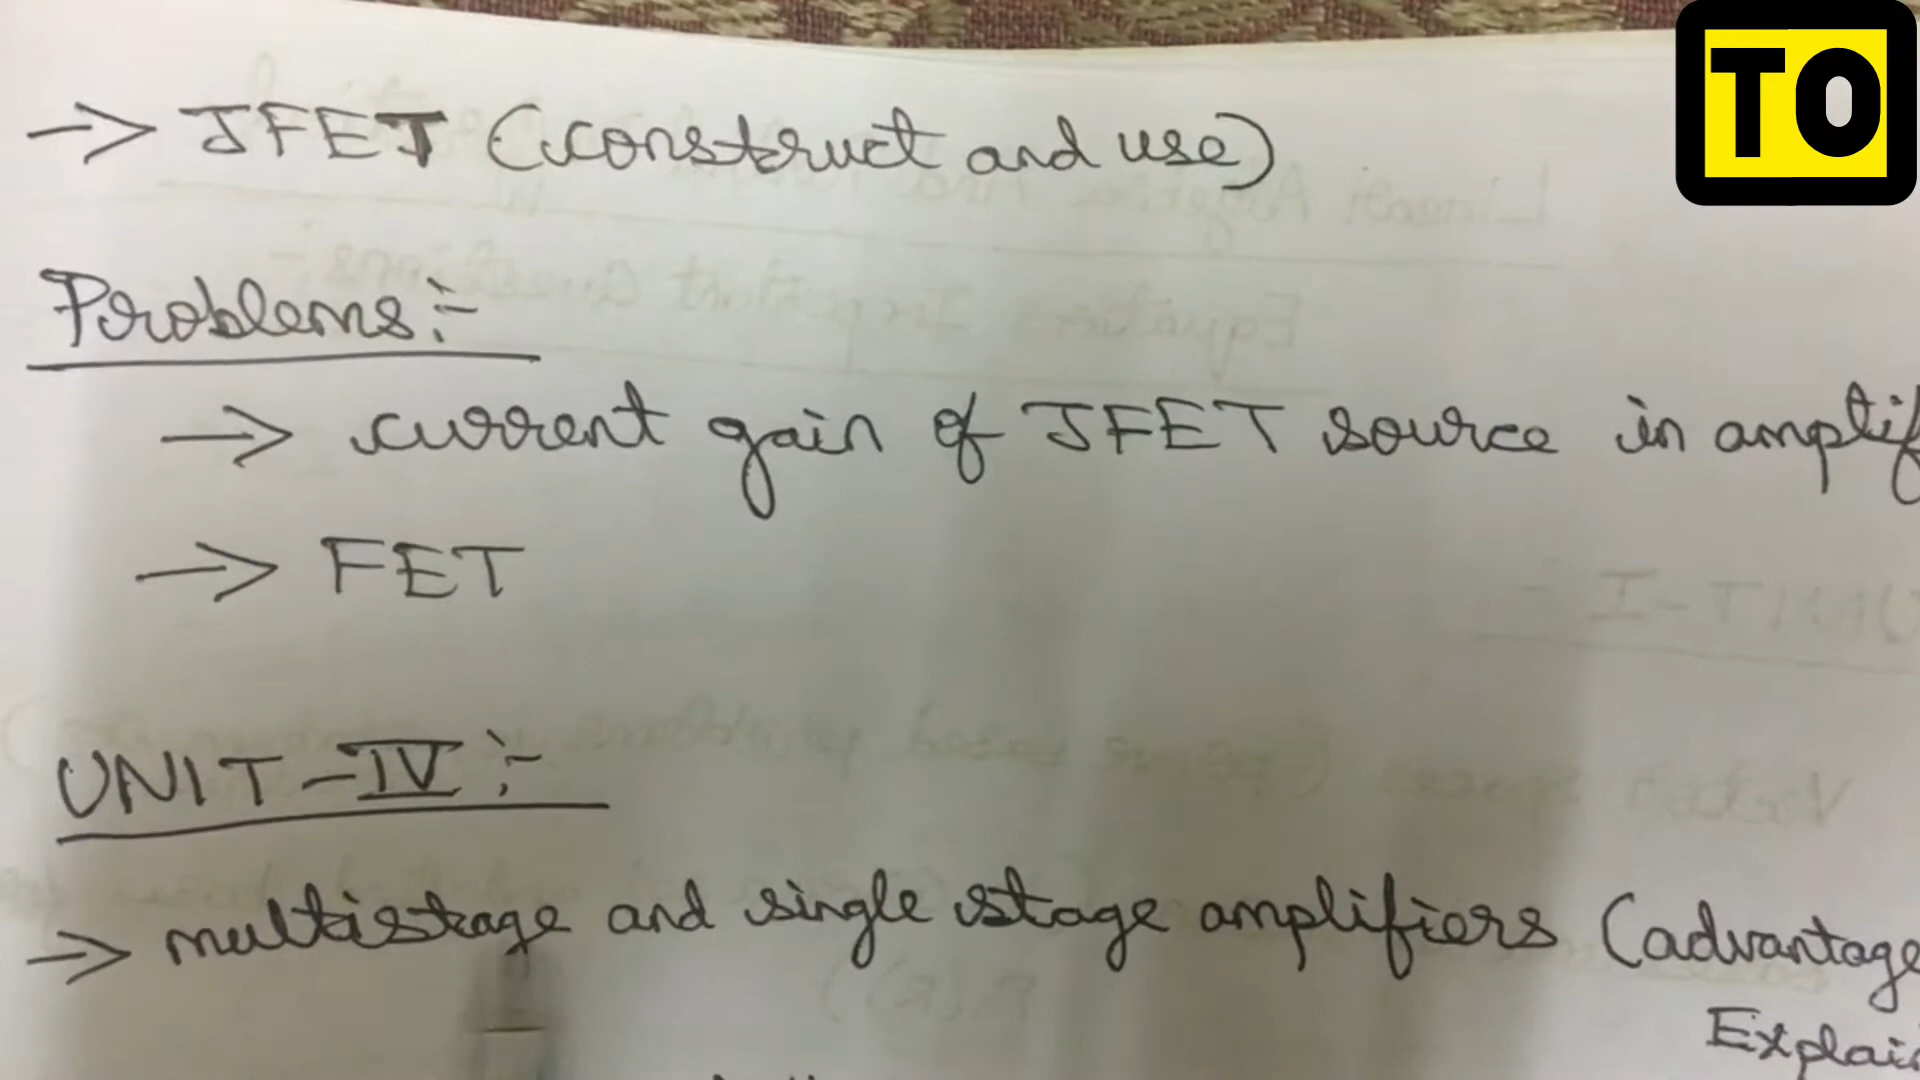 TO
→ JFET (construct and use)
Problems :-
→ current gain of JFET source in amplif
→ FET
UNIT-IV :-
→ multistage and single stage amplifiers (advantage
Explai